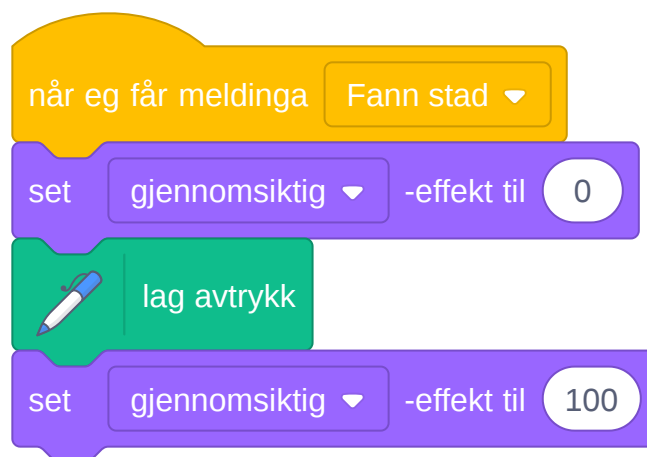 når eg får meldinga Fann stad
set gjennomsiktig -effekt til 0
lag avtrykk
set gjennomsiktig -effekt til 100